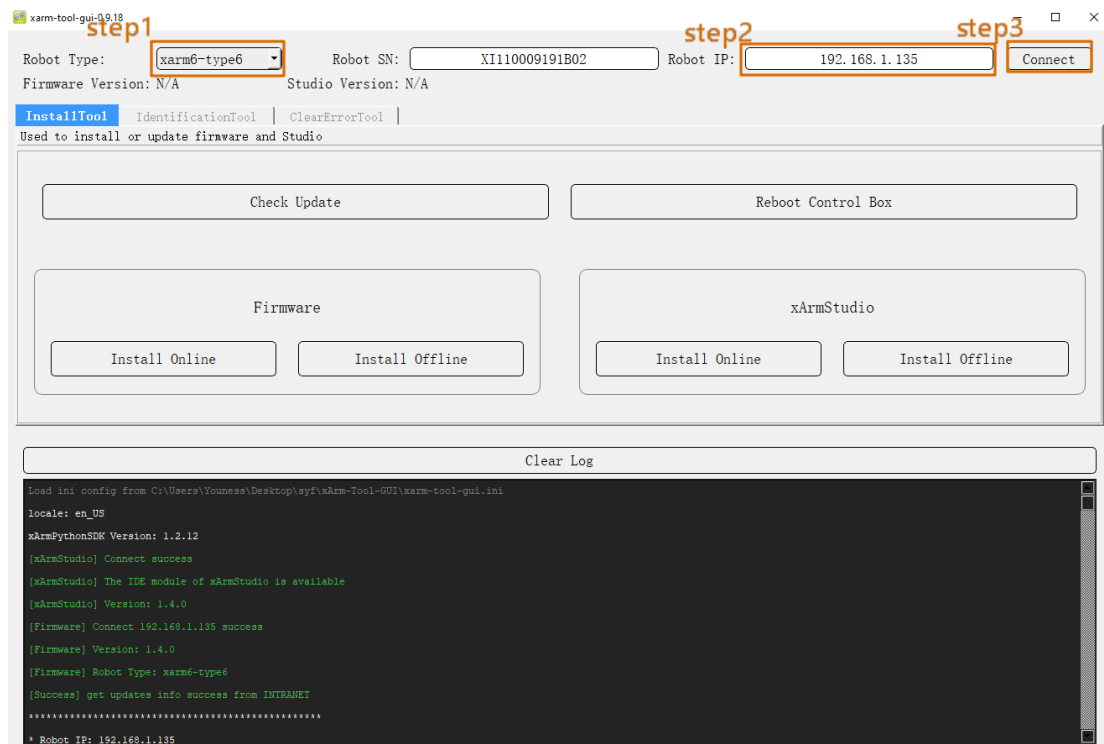 xarm-tool-gui-0.9.18
step1
step2
step3
Robot Type: xarm6-type6 Robot SN: XI110009191B02 Robot IP: 192.168.1.135 Connect
Firmware Version: N/A Studio Version: N/A
InstallTool IdentificationTool ClearErrorTool
Used to install or update firmware and Studio
Check Update Reboot Control Box
Firmware xArmStudio
Install Online Install Offline Install Online Install Offline
Clear Log
Load ini config from C:\Users\Youness\Desktop\syf\xArm-Tool-GUI\xarm-tool-gui.ini
locale: en_US
xArmPythonSDK Version: 1.2.12
[xArmStudio] Connect success
[xArmStudio] The IDE module of xArmStudio is available
[xArmStudio] Version: 1.4.0
[Firmware] Connect 192.168.1.135 success
[Firmware] Version: 1.4.0
[Firmware] Robot Type: xarm6-type6
[Success] get updates info success from INTRANET
**************************************************
* Robot IP: 192.168.1.135